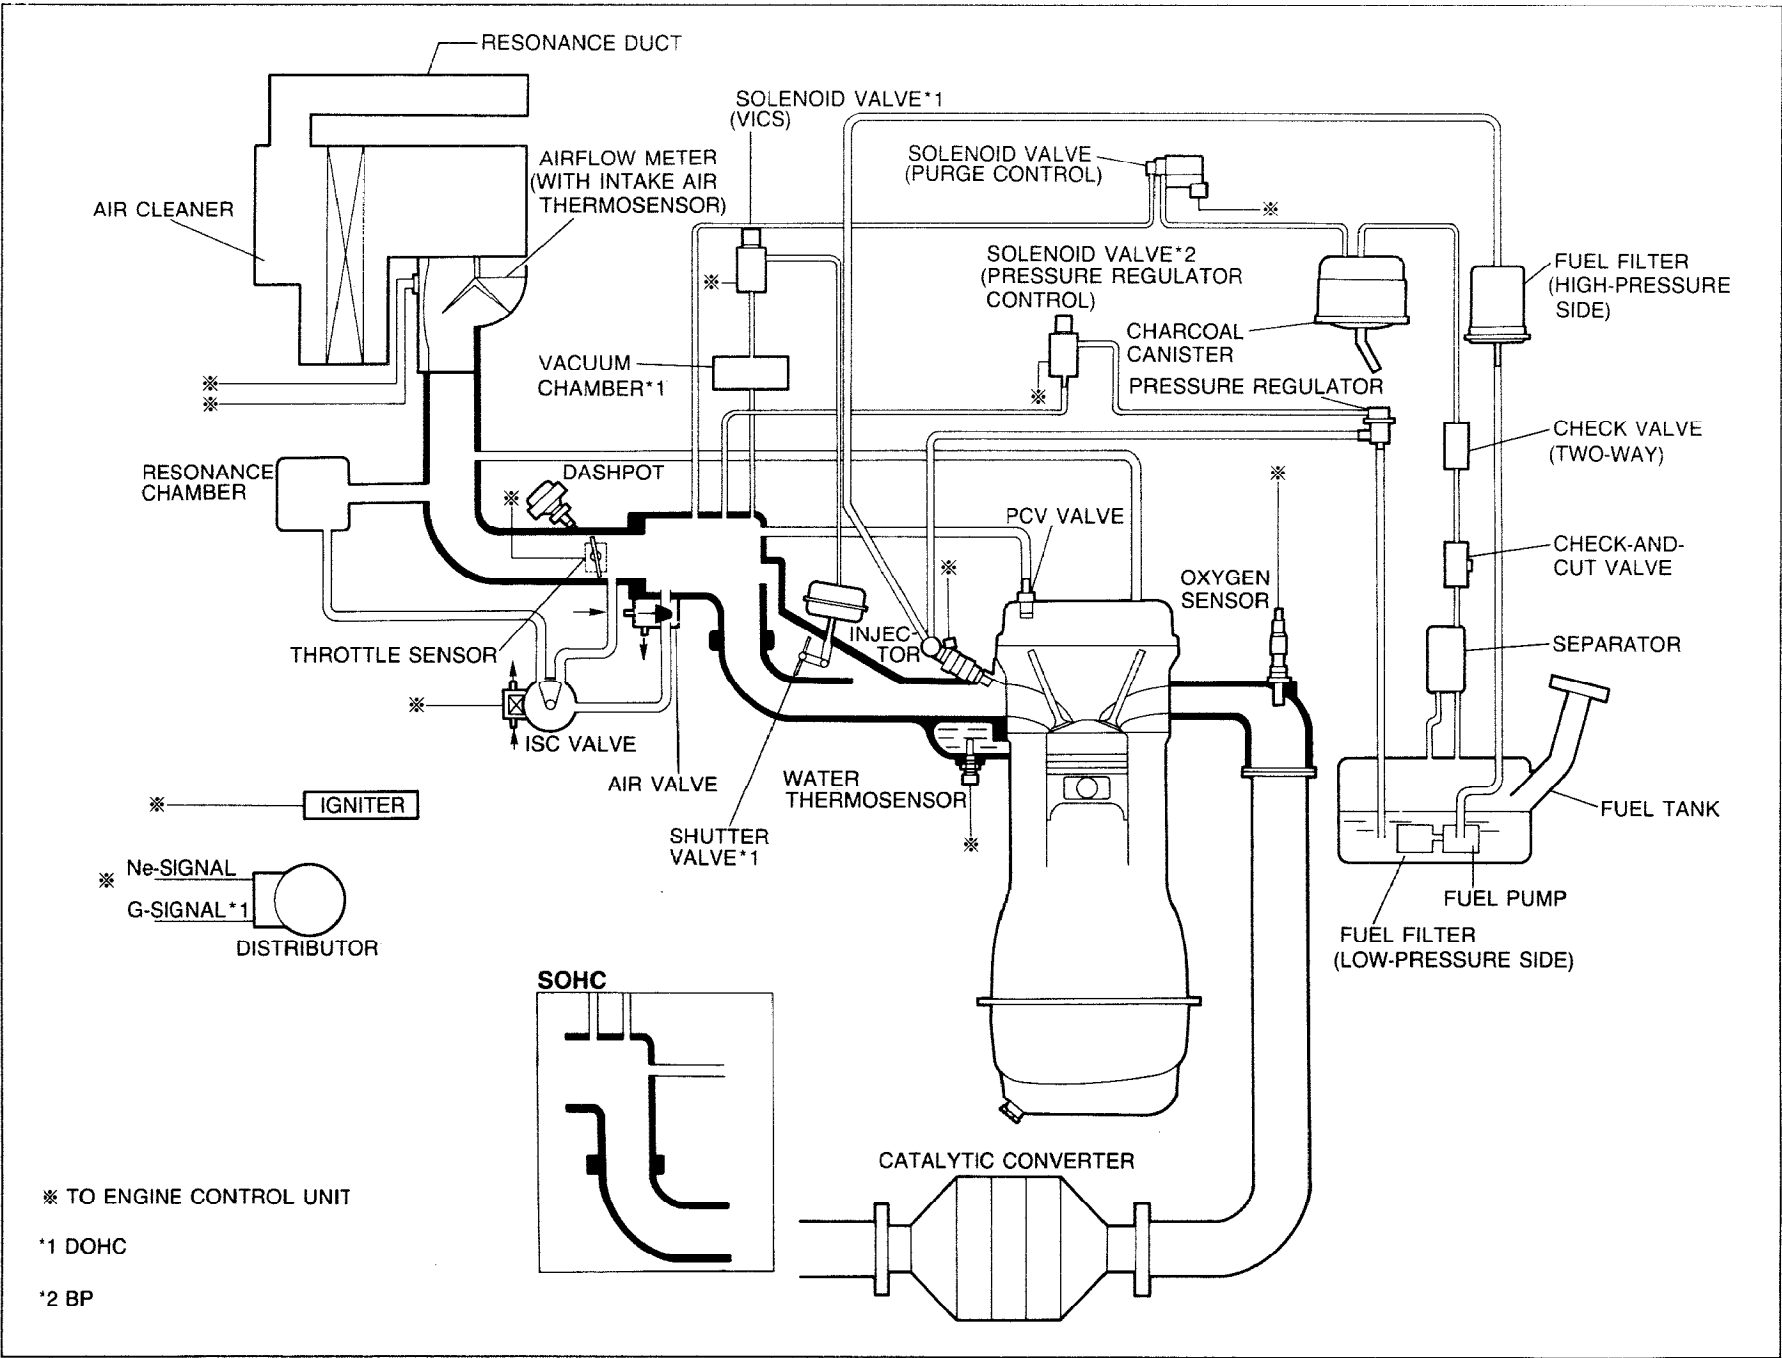 RESONANCE DUCT
SOLENOID VALVE*1
(VICS)
SOLENOID VALVE
(PURGE CONTROL)
AIRFLOW METER
(WITH INTAKE AIR
THERMOSENSOR)
AIR CLEANER
※
※
SOLENOID VALVE*2
(PRESSURE REGULATOR
CONTROL)
FUEL FILTER
(HIGH-PRESSURE
SIDE)
CHARCOAL
CANISTER
VACUUM
CHAMBER*1
※
※
※
※
PRESSURE REGULATOR
CHECK VALVE
(TWO-WAY)
RESONANCE
CHAMBER
DASHPOT
※
※
PCV VALVE
CHECK-AND-
CUT VALVE
※
OXYGEN
SENSOR
INJEC-
TOR
THROTTLE SENSOR
SEPARATOR
※
ISC VALVE
AIR VALVE
WATER
THERMOSENSOR
※ IGNITER
FUEL TANK
SHUTTER
VALVE*1
※
※ Ne-SIGNAL
G-SIGNAL*1
DISTRIBUTOR
FUEL PUMP
FUEL FILTER
(LOW-PRESSURE SIDE)
SOHC
CATALYTIC CONVERTER
※ TO ENGINE CONTROL UNIT
*1 DOHC
*2 BP